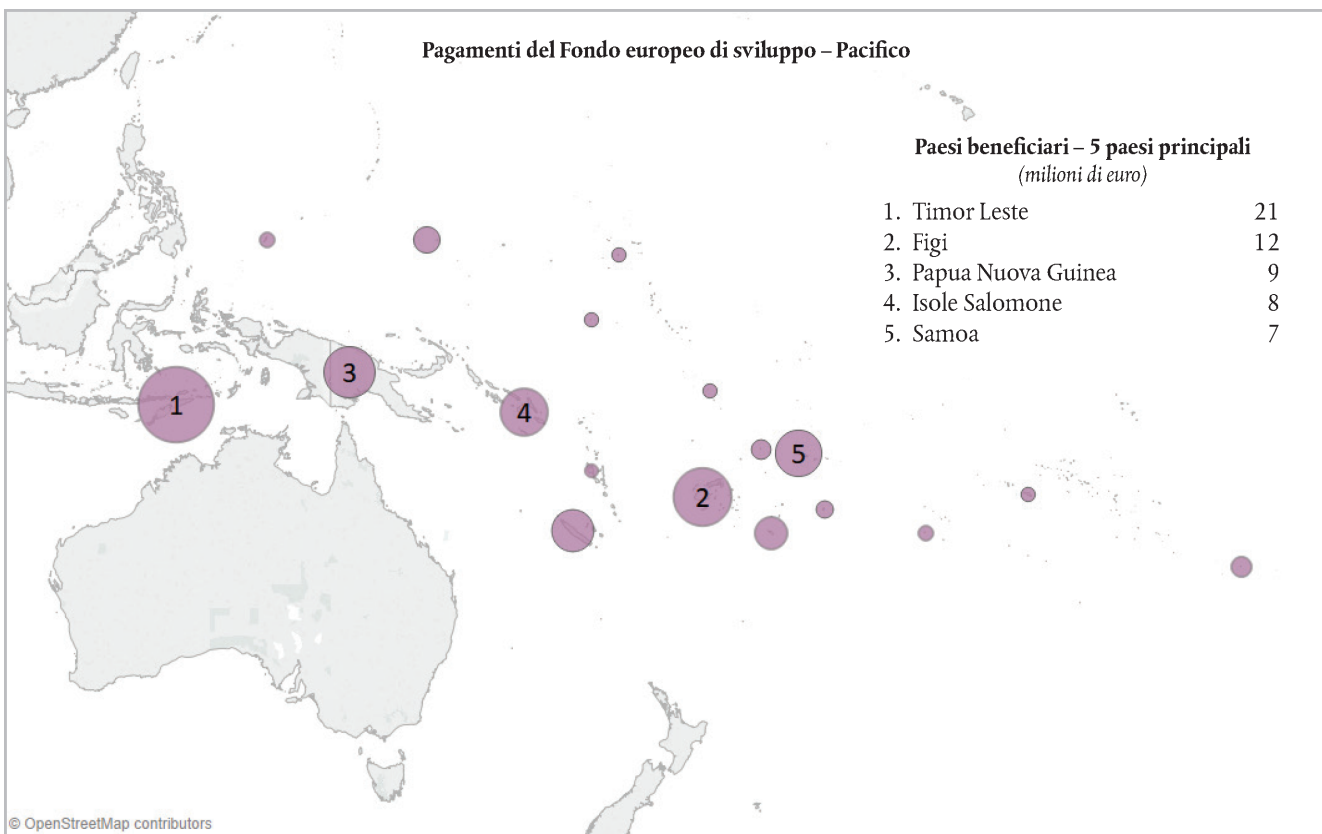 Pagamenti del Fondo europeo di sviluppo – Pacifico
Paesi beneficiari – 5 paesi principali
(milioni di euro)
1. Timor Leste 21
2. Figi 12
3. Papua Nuova Guinea 9
4. Isole Salomone 8
5. Samoa 7
3
1
4
5
2
© OpenStreetMap contributors